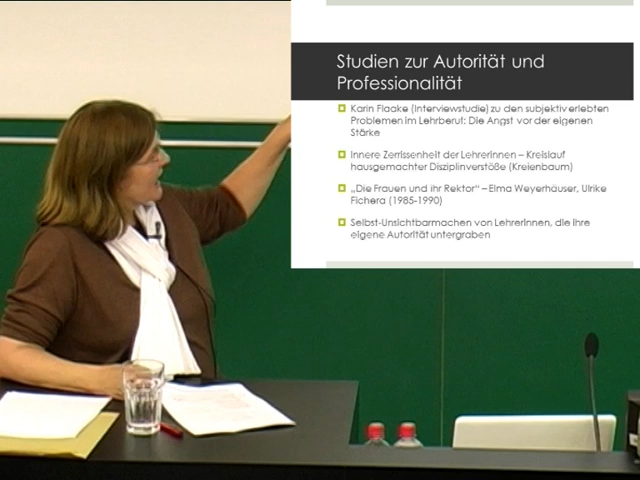 Studien zur Autorität und
Professionalität
Karin Flaake (Interviewstudie) zu den subjektiv erlebten
Problemen im Lehrberuf: Die Angst vor der eigenen
Stärke
Innere Zerrissenheit der LehrerInnen – Kreislauf
hausgemachter Disziplinverstöße (Kreienbaum)
„Die Frauen und ihr Rektor“ – Elma Weyerhäuser, Ulrike
Fichera (1985-1990)
Selbst-Unsichtbarmachen von LehrerInnen, die ihre
eigene Autorität untergraben